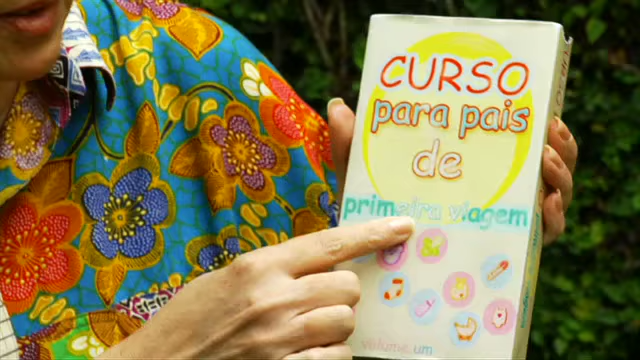 CURSO
para pais
de
primeira viagem
volume um